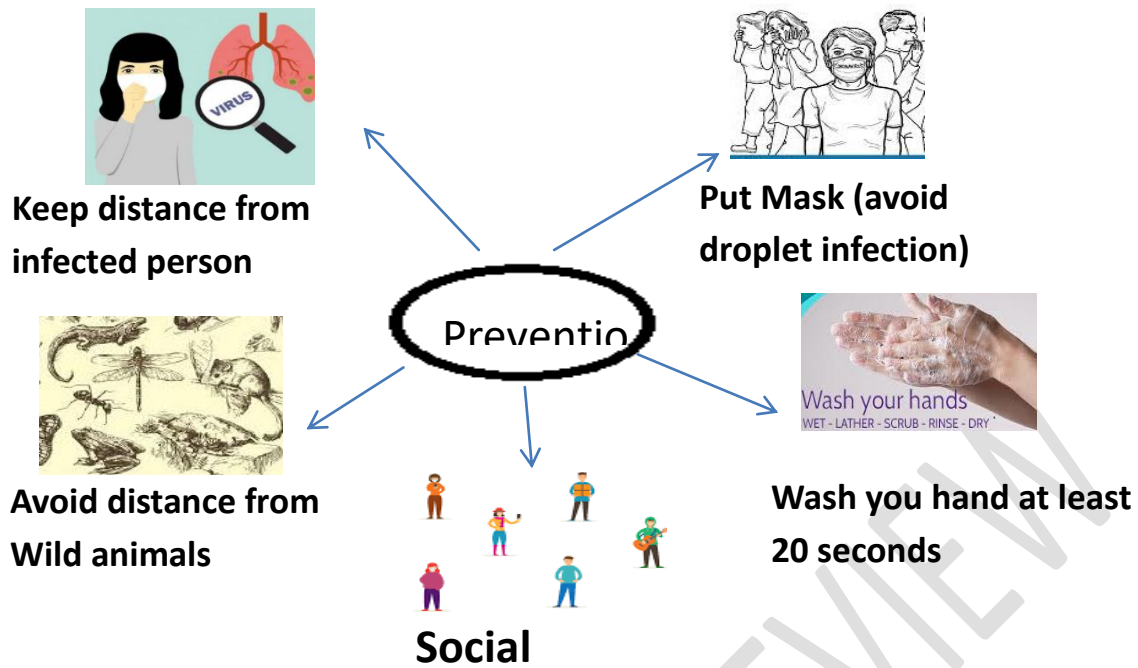 VIRUS
CORONAVIRUS
Keep distance from
infected person
Put Mask (avoid
droplet infection)
Preventio
Wash your hands
WET - LATHER - SCRUB - RINSE - DRY
Avoid distance from
Wild animals
Wash you hand at least
20 seconds
Social